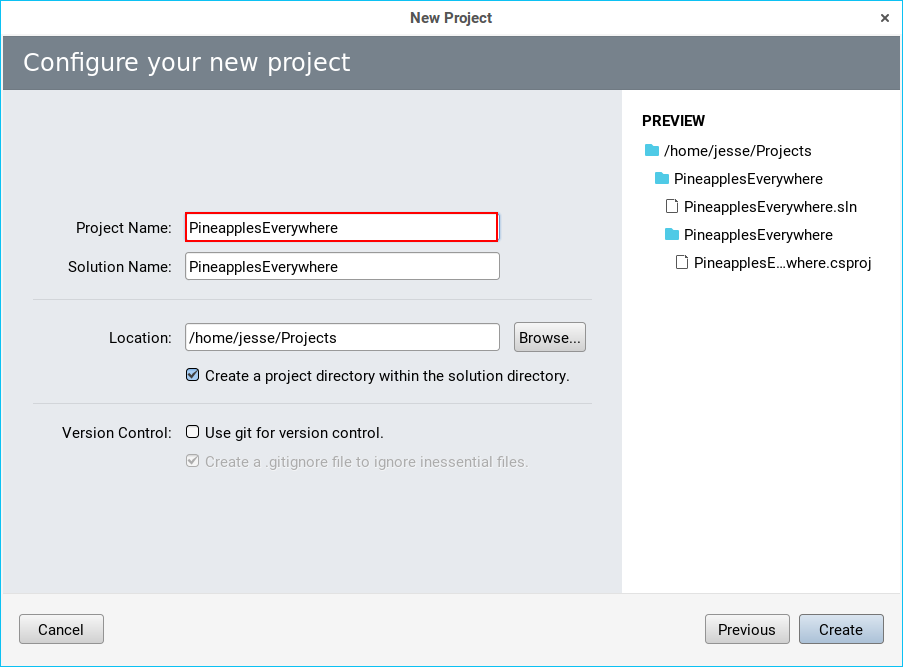 New Project
Configure your new project
Project Name: PineapplesEverywhere
Solution Name: PineapplesEverywhere
Location: /home/jesse/Projects Browse...
Create a project directory within the solution directory.
Version Control: Use git for version control.
Create a .gitignore file to ignore inessential files.
PREVIEW
/home/jesse/Projects
PineapplesEverywhere
PineapplesEverywhere.sln
PineapplesEverywhere
PineapplesE...where.csproj
Cancel
Previous
Create